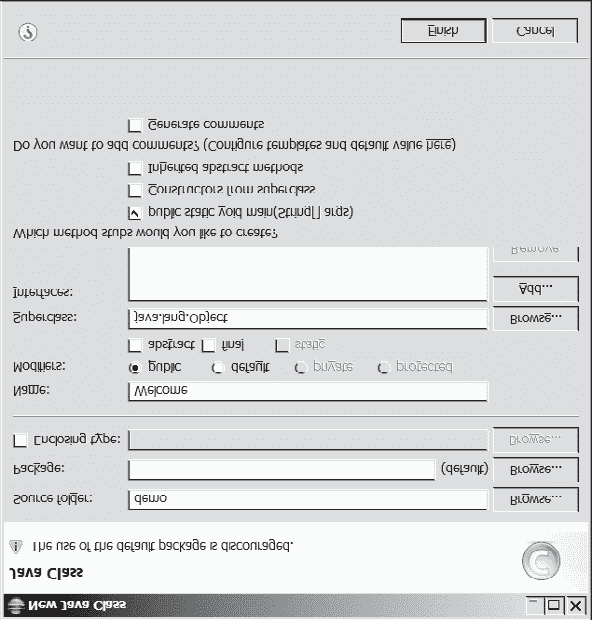 New Java Class
Java Class
The use of the default package is discouraged.
Source folder: demo Browse...
Package: (default) Browse...
Enclosing type: Browse...
Name: Welcome
Modifiers: public default private protected
abstract final static
Superclass: java.lang.Object Browse...
Interfaces: Add...
Remove
Which method stubs would you like to create?
public static void main(String[] args)
Constructors from superclass
Inherited abstract methods
Do you want to add comments? (Configure templates and default value here)
Generate comments
? Finish Cancel